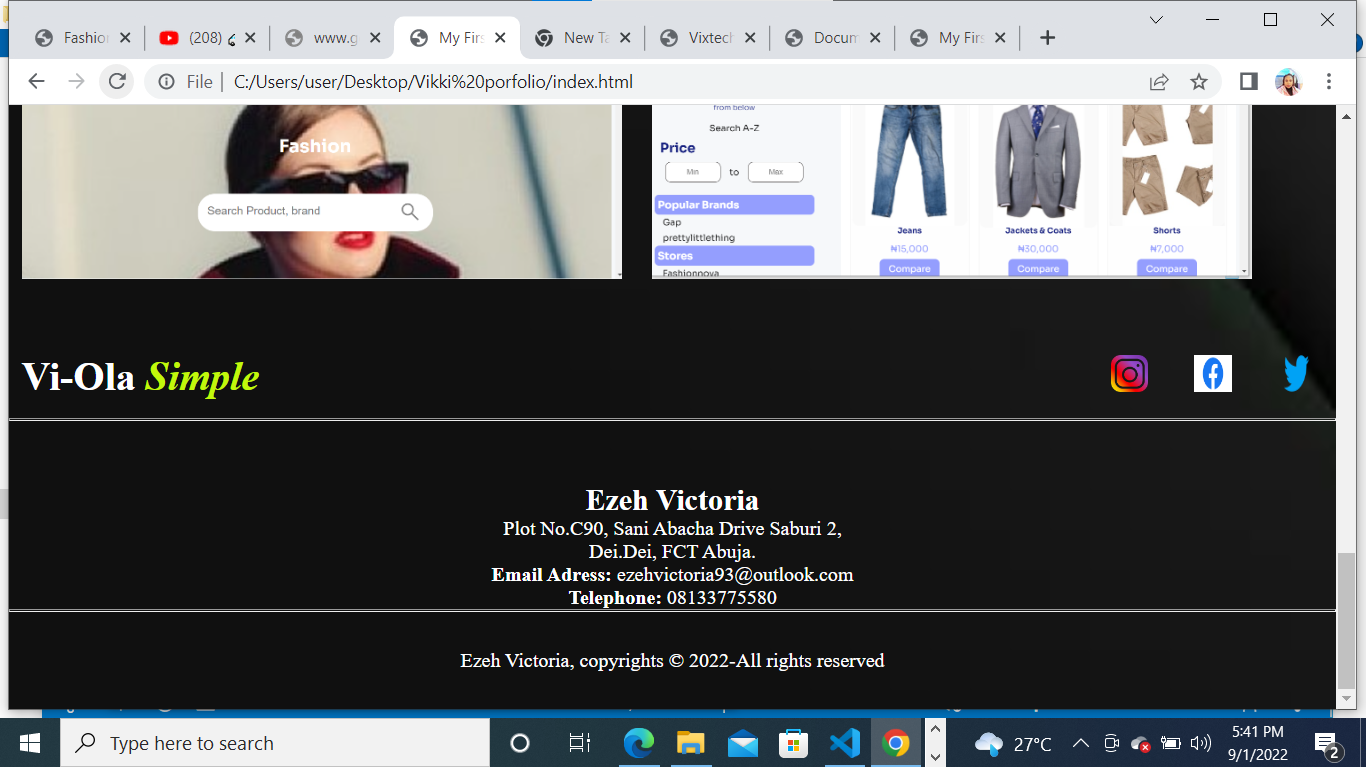 Fashion
(208)
www.g
My Firs
New Ta
Vixtech
Docum
My Firs
File | C:/Users/user/Desktop/Vikki%20porfolio/index.html
Fashion
Search Product, brand
from below
Search A-Z
Price
Min to Max
Popular Brands
Gap
prettylittlething
Stores
Fashionnova
Jeans
₦15,000
Compare
Jackets & Coats
₦30,000
Compare
Shorts
₦7,000
Compare
Vi-Ola Simple
Ezeh Victoria
Plot No.C90, Sani Abacha Drive Saburi 2,
Dei.Dei, FCT Abuja.
Email Adress: ezehvictoria93@outlook.com
Telephone: 08133775580
Ezeh Victoria, copyrights © 2022-All rights reserved
Type here to search
27°C
5:41 PM
9/1/2022
2